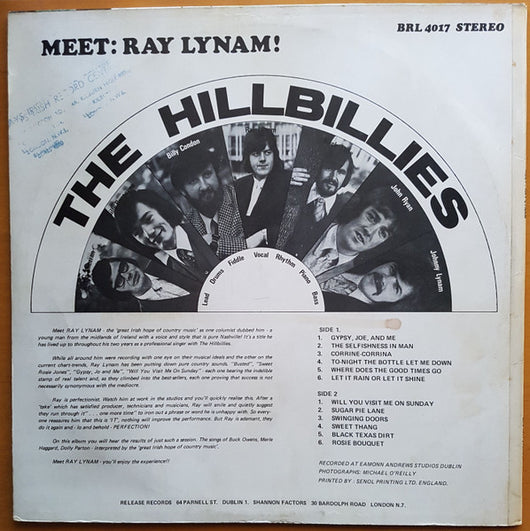 MEET: RAY LYNAM!
BRL 4017 STEREO
THE HILLBILLIES
Billy Condon
John Ryan
Johnny Lynam
Lead Drums Fiddle Vocal Rhythm Piano Bass
Meet RAY LYNAM - the 'great Irish hope of country music' as one columist dubbed him - a
young man from the midlands of Ireland with a voice and style that is pure Nashville! It's a title he
has lived up to throughout his two years as a professional singer with The Hillbillies.
While all around were recording with one eye on their musical ideals and the other on the
current chart-trends, Ray Lynam has been putting down pure country sounds. "Busted", "Sweet
Rosie Jones", "Gypsy, Jo and Me", "Will You Visit Me On Sunday" - each one bearing the indelible
stamp of real talent and, as they climbed into the best-sellers, each one proving that success is not
necessarily synonymous with the mediocre.
Ray is perfectionist. Watch him at work in the studios and you'll quickly realise this. After a
'take' which has satisfied producer, technicians and musicians, Ray will smile and quietly suggest
they run through it" . . . one more time" to iron out a phrase or word he is unhappy with. So every-
one reassures him that this is 'IT', nothing will improve the performance. But Ray is adamant, they
do it again and - lo and behold - PERFECTION!
On this album you will hear the results of just such a session. The songs of Buck Owens, Merle
Haggard, Dolly Parton - interpreted by the "great Irish hope of country music".
Meet RAY LYNAM - you'll enjoy the experience!!
SIDE 1.
1. GYPSY, JOE, AND ME
2. THE SELFISHNESS IN MAN
3. CORRINE-CORRINA
4. TO-NIGHT THE BOTTLE LET ME DOWN
5. WHERE DOES THE GOOD TIMES GO
6. LET IT RAIN OR LET IT SHINE
SIDE 2
1. WILL YOU VISIT ME ON SUNDAY
2. SUGAR PIE LANE
3. SWINGING DOORS
4. SWEET THANG
5. BLACK TEXAS DIRT
6. ROSIE BOUQUET
RECORDED AT EAMONN ANDREWS STUDIOS DUBLIN
PHOTOGRAPHS: MICHAEL O'REILLY
PRINTED BY: SENOL PRINTING LTD. ENGLAND.
RELEASE RECORDS 64 PARNELL ST. DUBLIN 1. SHANNON FACTORS 30 BARDOLPH ROAD LONDON N.7.